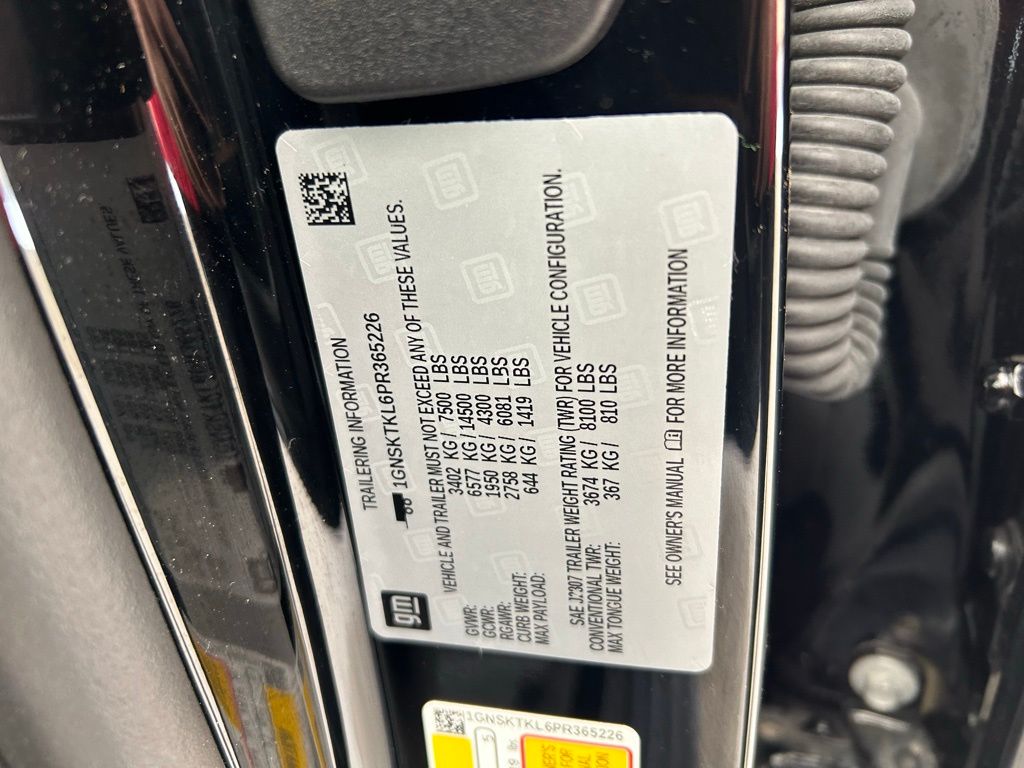 TRAILERING INFORMATION
1GNSKTKL6PR365226
gm
VEHICLE AND TRAILER MUST NOT EXCEED ANY OF THESE VALUES.
GVWR: 3402 KG / 7500 LBS
GCWR: 6577 KG / 14500 LBS
RGAWR: 1950 KG / 4300 LBS
CURB WEIGHT: 2758 KG / 6081 LBS
MAX PAYLOAD: 644 KG / 1419 LBS
SAE J2807 TRAILER WEIGHT RATING (TWR) FOR VEHICLE CONFIGURATION.
CONVENTIONAL TWR: 3674 KG / 8100 LBS
MAX TONGUE WEIGHT: 367 KG / 810 LBS
SEE OWNER'S MANUAL FOR MORE INFORMATION
1GNSKTKL6PR365226
5
lbs